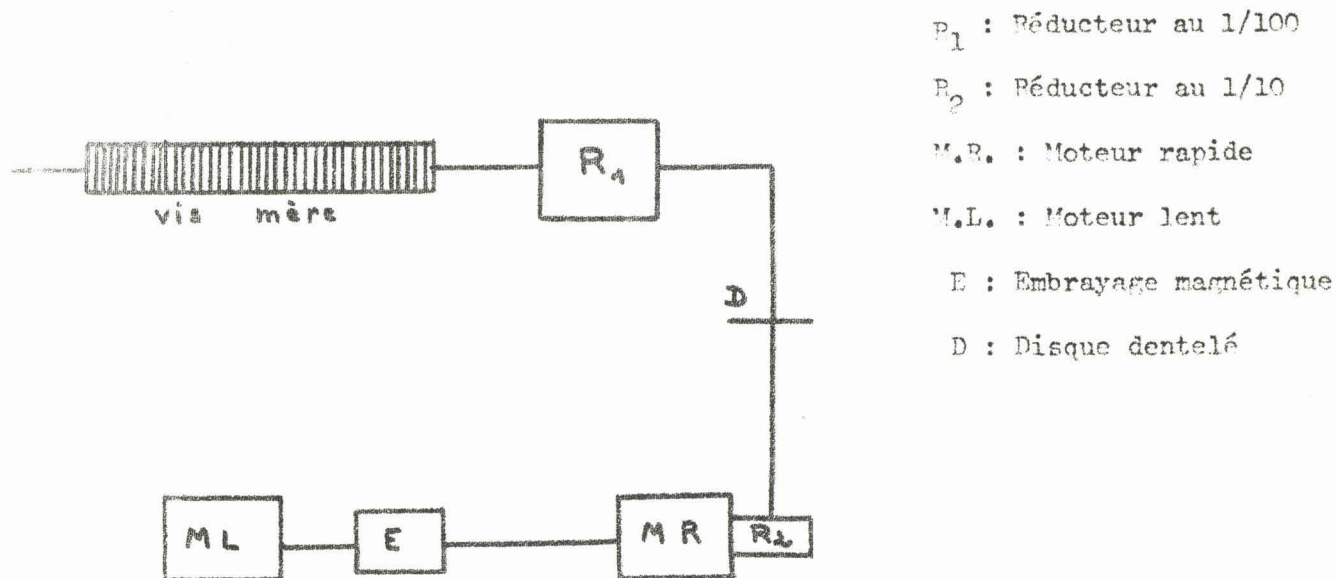 R1 : Réducteur au 1/100
R2 : Réducteur au 1/10
M.R. : Moteur rapide
M.L. : Moteur lent
E : Embrayage magnétique
D : Disque dentelé
R1
vis mère
D
ML
E
MR
R2